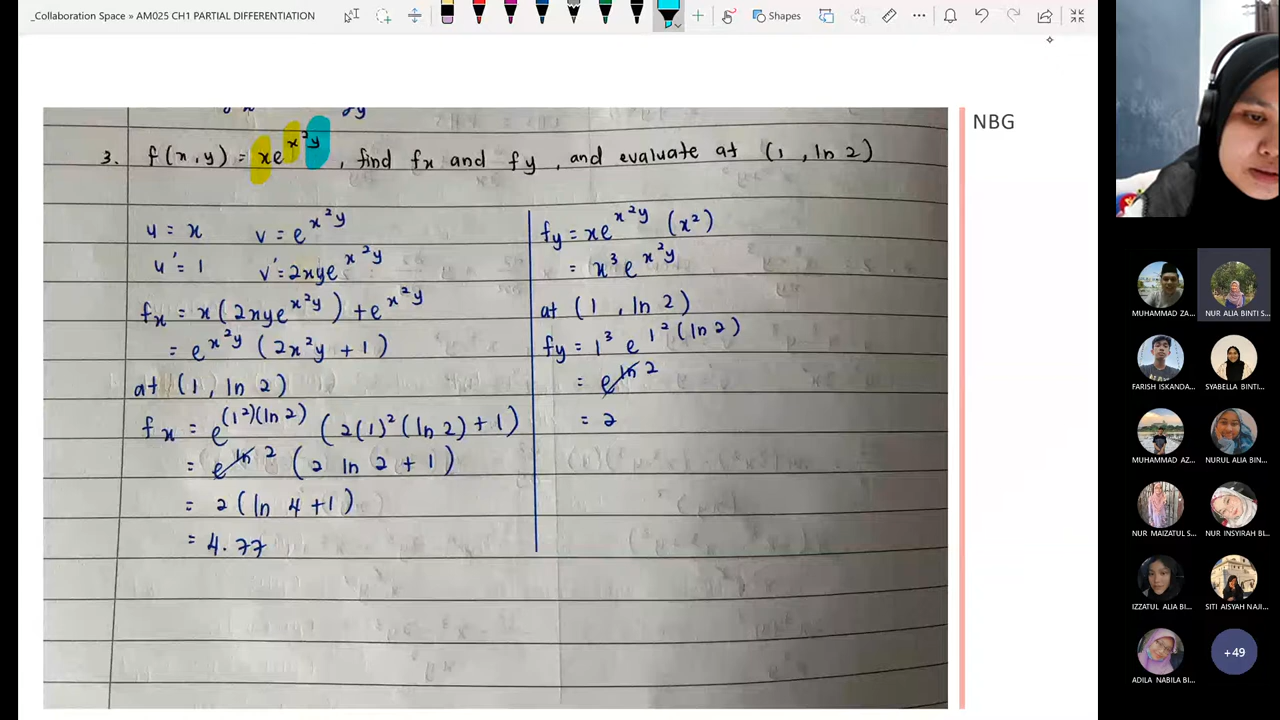 _Collaboration Space » AM025 CH1 PARTIAL DIFFERENTIATION
Shapes
NBG
3. f(x,y) = xe^{x²y}, find fx and fy, and evaluate at (1, ln 2)
u = x v = e^{x²y}
u' = 1 v' = 2xye^{x²y}
fx = x(2xye^{x²y}) + e^{x²y}
= e^{x²y} (2x²y + 1)
at (1, ln 2)
fx = e^{(1²)(ln 2)} (2(1)²(ln 2) + 1)
= e^{ln 2} (2 ln 2 + 1)
= 2(ln 4 + 1)
= 4.77
fy = xe^{x²y} (x²)
= x³ e^{x²y}
at (1, ln 2)
fy = 1³ e^{1²(ln 2)}
= e^{ln 2}
= 2
MUHAMMAD ZA...
NUR ALIA BINTI S...
FARISH ISKANDA...
SYABELLA BINTI...
MUHAMMAD AZ...
NURUL ALIA BIN...
NUR MAIZATUL S...
NUR INSYIRAH BI...
IZZATUL ALIA BI...
SITI AISYAH NAJI...
ADILA NABILA BI...
+49